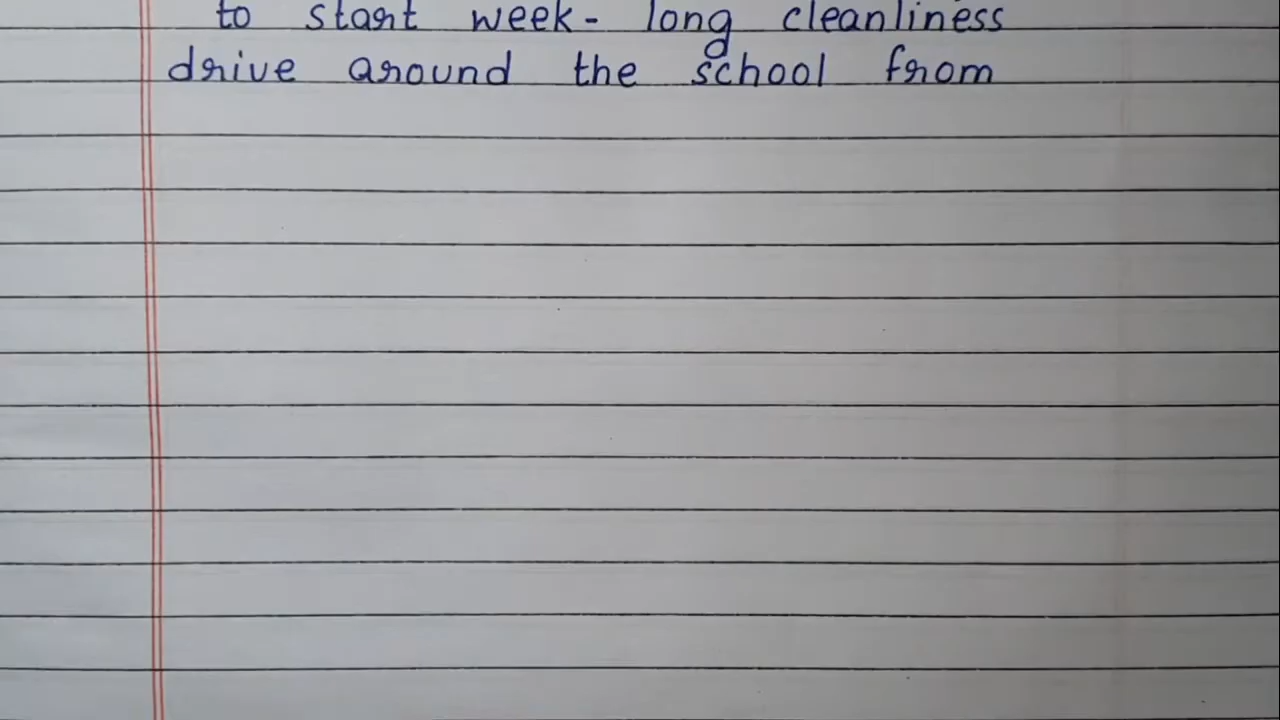 to start week- long cleanliness
drive around the school from